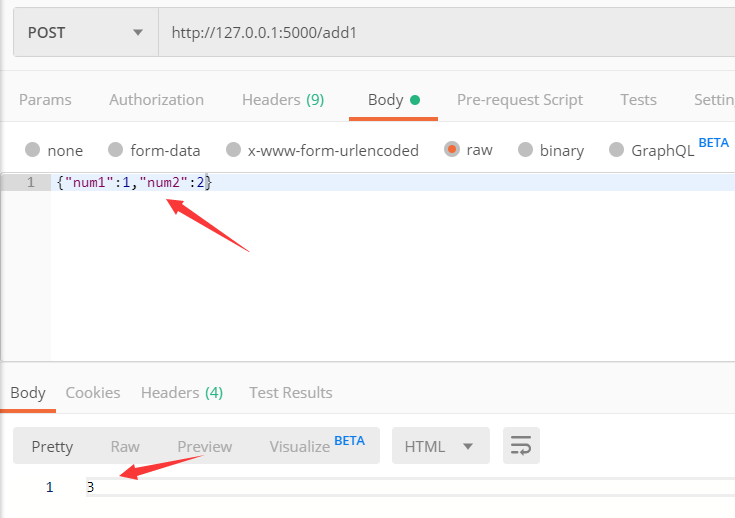 POST http://127.0.0.1:5000/add1
Params Authorization Headers (9) Body Pre-request Script Tests Settin
none form-data x-www-form-urlencoded raw binary GraphQL BETA
1 {"num1":1,"num2":2}
Body Cookies Headers (4) Test Results
Pretty Raw Preview Visualize BETA HTML
1 3